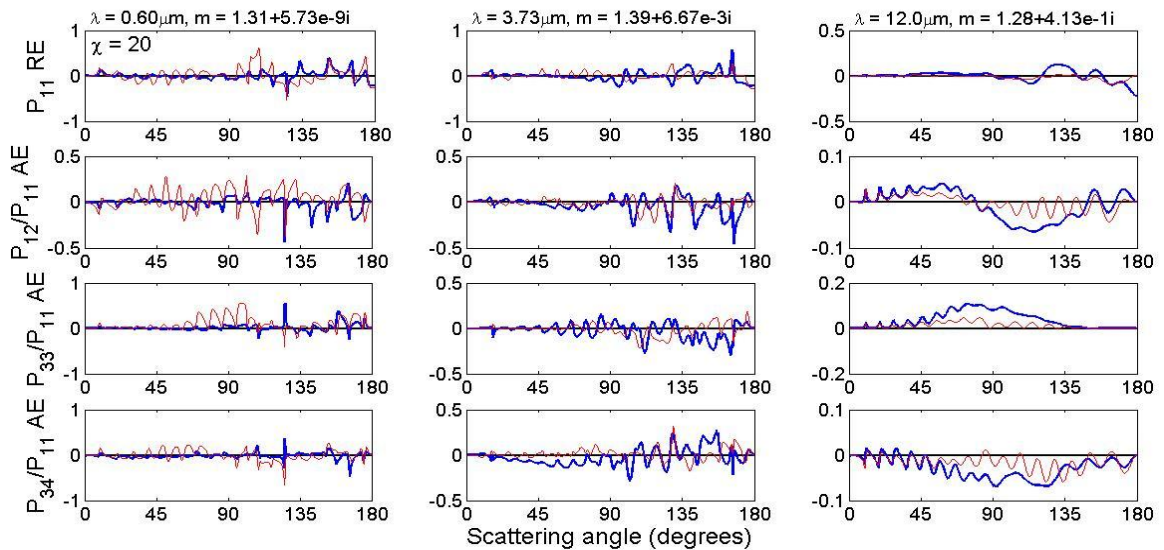 λ = 0.60μm, m = 1.31+5.73e-9i
λ = 3.73μm, m = 1.39+6.67e-3i
λ = 12.0μm, m = 1.28+4.13e-1i
P11 RE
1
0
-1
χ = 20
0 45 90 135 180
1
0
-1
0 45 90 135 180
0.5
0
-0.5
0 45 90 135 180
P12/P11 AE
0.5
0
-0.5
0 45 90 135 180
0.5
0
-0.5
0 45 90 135 180
0.1
0
-0.1
0 45 90 135 180
P33/P11 AE
1
0
-1
0 45 90 135 180
0.5
0
-0.5
0 45 90 135 180
0.2
0
0.2
0 45 90 135 180
P34/P11 AE
1
0
-1
0 45 90 135 180
0.5
0
-0.5
0 45 90 135 180
0.1
0
-0.1
0 45 90 135 180
Scattering angle (degrees)